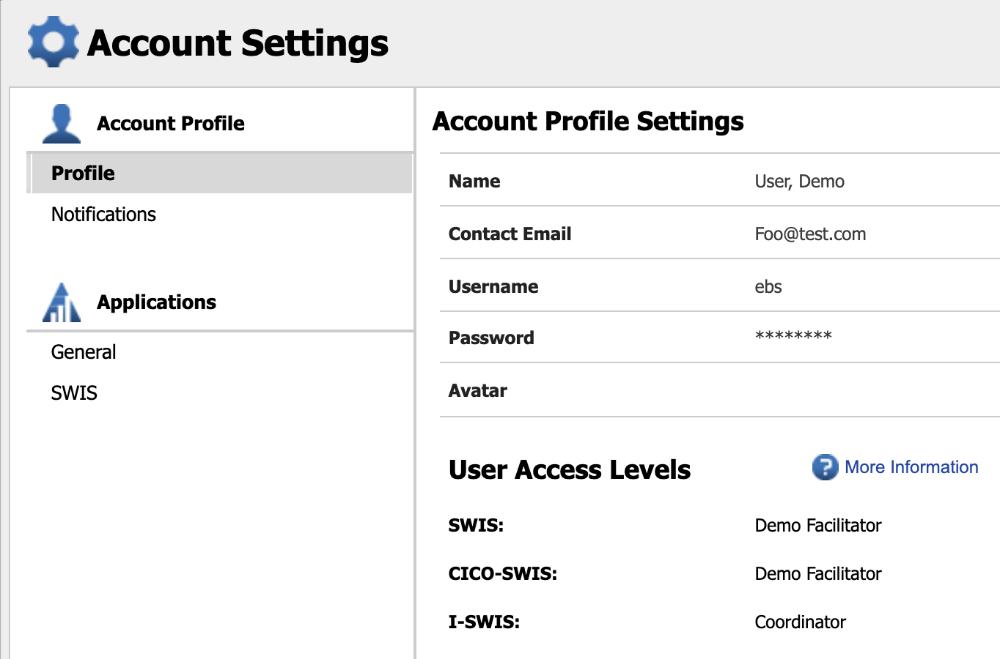 Account Settings
Account Profile
Profile
Notifications
Applications
General
SWIS
Account Profile Settings
Name User, Demo
Contact Email Foo@test.com
Username ebs
Password ********
Avatar
User Access Levels ? More Information
SWIS: Demo Facilitator
CICO-SWIS: Demo Facilitator
I-SWIS: Coordinator